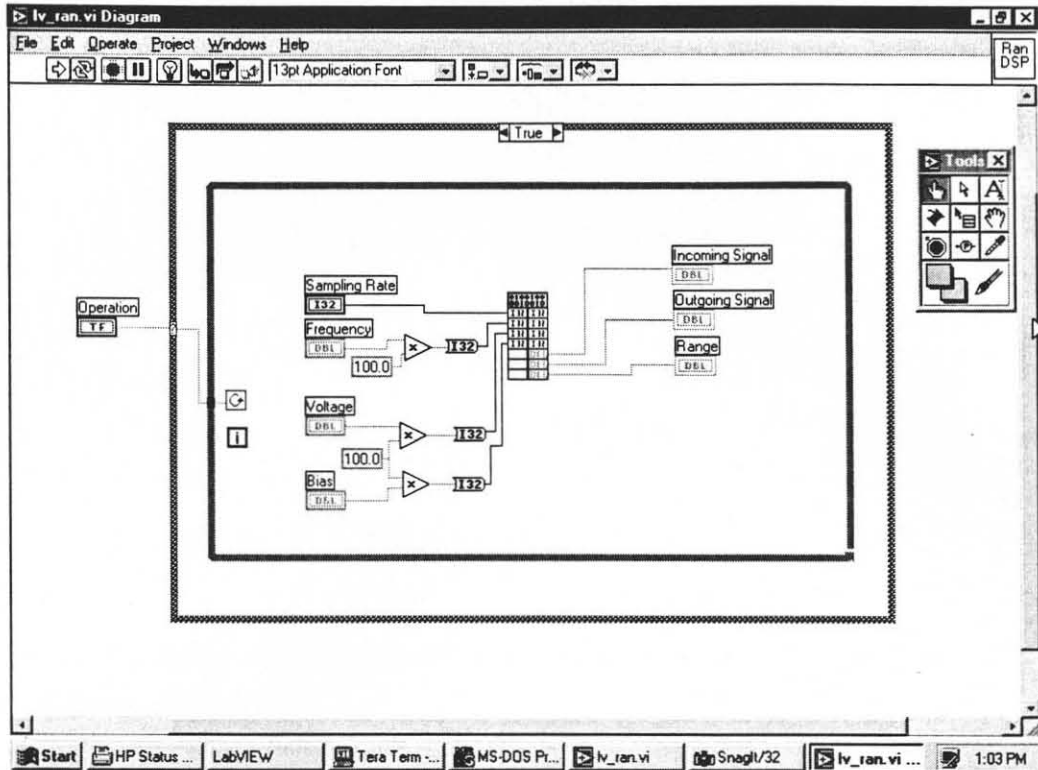 lv_ran.vi Diagram
File Edit Operate Project Windows Help
13pt Application Font
Ran
DSP
True
Tools
Incoming Signal
DBL
Sampling Rate
I32
Outgoing Signal
DBL
Operation
TF
Frequency
DBL
I32
100.0
Range
DBL
Voltage
DBL
I32
100.0
Bias
DBL
I32
i
Start
HP Status ...
LabVIEW
Tera Term -...
MS-DOS Pr...
lv_ran.vi
SnagIt/32
lv_ran.vi ...
1:03 PM